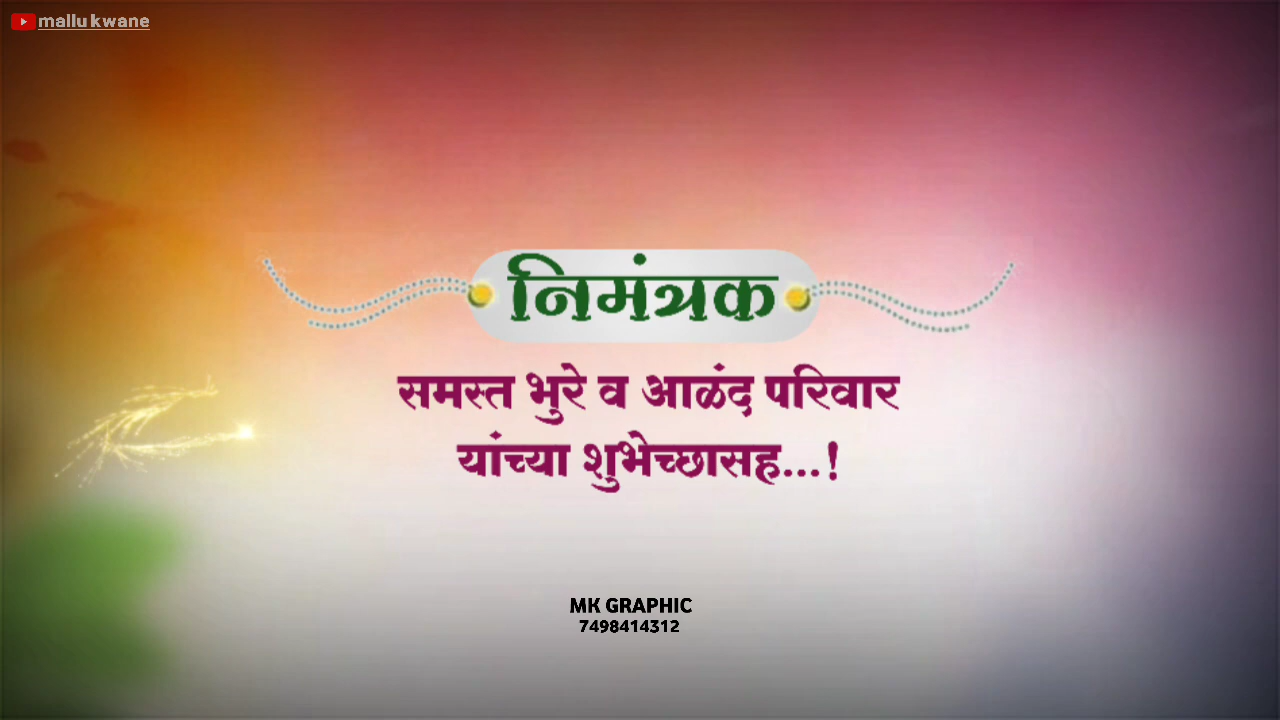 mallu kwane
निमंत्रक
समस्त भुरे व आळंद परिवार
यांच्या शुभेच्छासह...!
MK GRAPHIC
7498414312